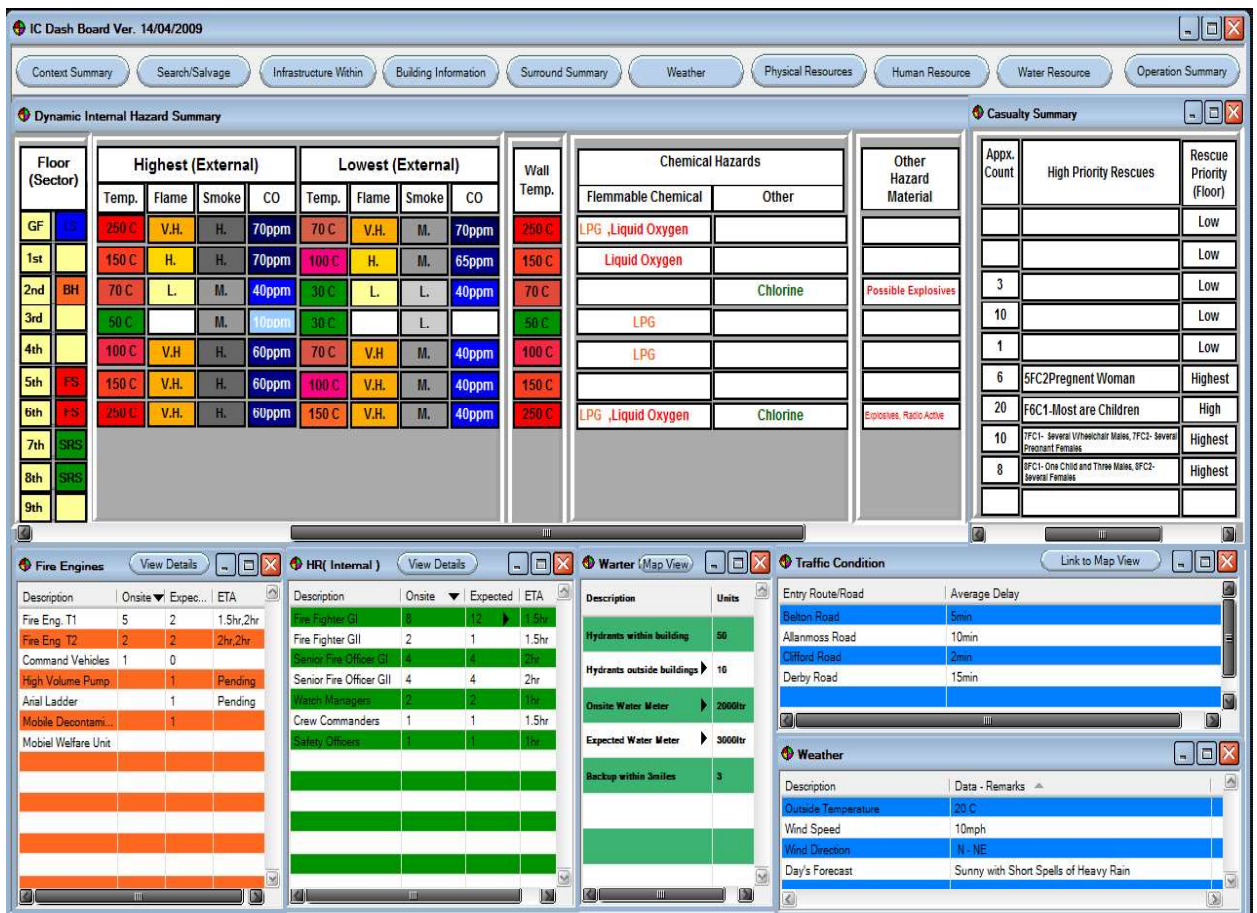 IC Dash Board Ver. 14/04/2009
Context Summary Search/Salvage Infrastructure Within Building Information Surround Summary Weather Physical Resources Human Resource Water Resource Operation Summary
Dynamic Internal Hazard Summary
Floor (Sector) Highest (External) Lowest (External) Wall Temp. Chemical Hazards Other Hazard Material
Temp. Flame Smoke CO Temp. Flame Smoke CO Flemmable Chemical Other
GF LS 250 C V.H. H. 70ppm 70 C V.H. M. 70ppm 250 C LPG ,Liquid Oxygen
1st 150 C H. H. 70ppm 100 C H. M. 65ppm 150 C Liquid Oxygen
2nd BH 70 C L. M. 40ppm 30 C L. L. 40ppm 70 C Chlorine Possible Explosives
3rd 50 C M. 10ppm 30 C L. 50 C LPG
4th 100 C V.H H. 60ppm 70 C V.H M. 40ppm 100 C LPG
5th FS 150 C V.H. H. 60ppm 100 C V.H. M. 40ppm 150 C
6th FS 250 C V.H. H. 60ppm 150 C V.H. M. 40ppm 250 C LPG ,Liquid Oxygen Chlorine Explosives, Radio Active
7th SRS
8th SRS
9th
Casualty Summary
Appx. Count High Priority Rescues Rescue Priority (Floor)
Low
Low
3 Low
10 Low
1 Low
6 5FC2Pregnent Woman Highest
20 F6C1-Most are Children High
10 7FC1- Several Wheelchair Males, 7FC2- Several Pregnant Females Highest
8 8FC1- One Child and Three Males, 8FC2- Several Females Highest
Fire Engines View Details
Description Onsite Expec... ETA
Fire Eng. T1 5 2 1.5hr,2hr
Fire Eng T2 2 2 2hr,2hr
Command Vehicles 1 0
High Volume Pump 1 Pending
Arial Ladder 1 Pending
Mobile Decontami... 1
Mobiel Welfare Unit
HR( Internal ) View Details
Description Onsite Expected ETA
Fire Fighter GI 8 12 1.5hr
Fire Fighter GII 2 1 1.5hr
Senior Fire Officer GI 4 4 2hr
Senior Fire Officer GII 4 4 2hr
Watch Managers 2 2 1hr
Crew Commanders 1 1 1.5hr
Safety Officers 1 1 1hr
Warter Map View
Description Units
Hydrants within building 50
Hydrants outside buildings 10
Onsite Water Meter 2000ltr
Expected Water Meter 3000ltr
Backup within 3miles 3
Traffic Condition Link to Map View
Entry Route/Road Average Delay
Belton Road 5min
Allanmoss Road 10min
Clifford Road 2min
Derby Road 15min
Weather
Description Data - Remarks
Outside Temperature 20 C
Wind Speed 10mph
Wind Direction N - NE
Day's Forecast Sunny with Short Spells of Heavy Rain